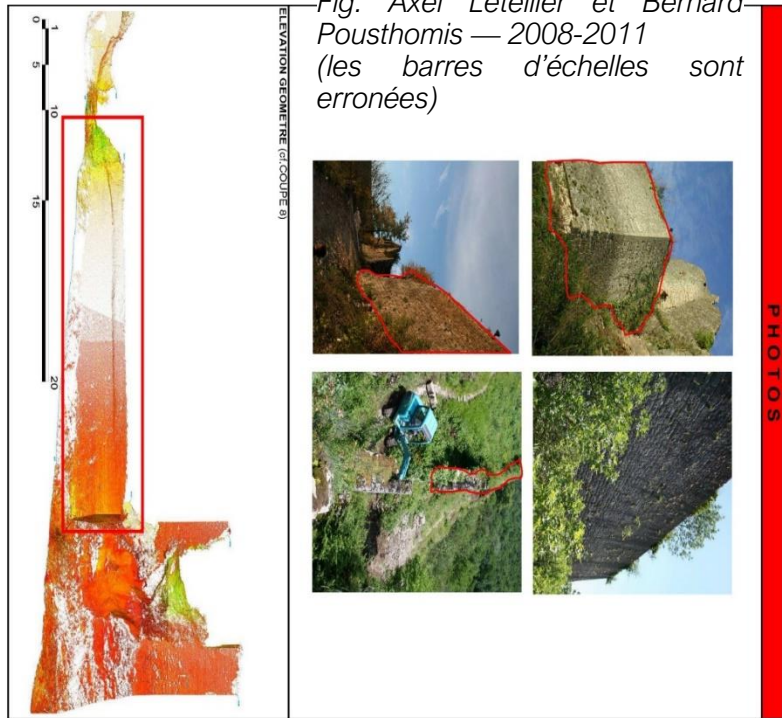 Fig. Axel Letellier et Bernard
Pousthomis — 2008-2011
(les barres d'échelles sont
erronées)
ELEVATION GEOMETRE (cf.COUPE 8)
0 1 5 10 15 20
PHOTOS